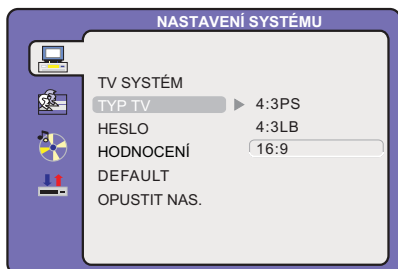 NASTAVENÍ SYSTÉMU
TV SYSTÉM
TYP TV 4:3PS
HESLO 4:3LB
HODNOCENÍ 16:9
DEFAULT
OPUSTIT NAS.